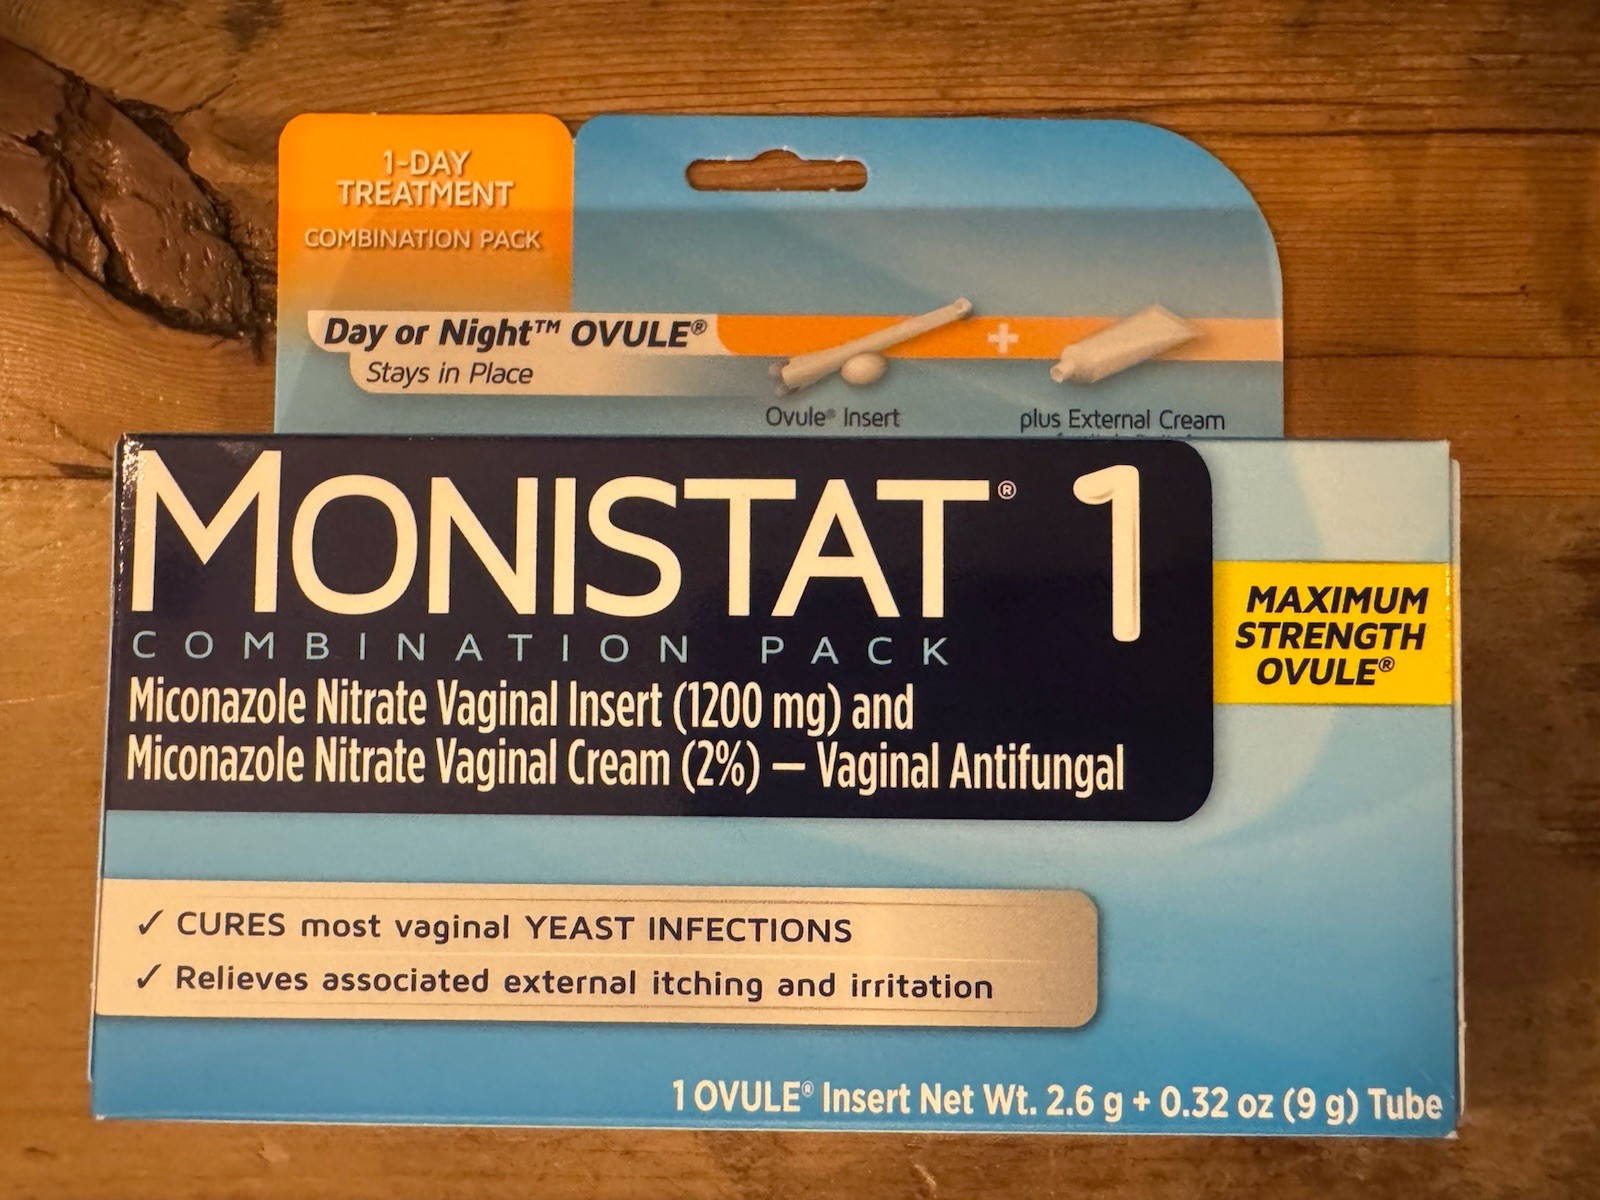 1-DAY
TREATMENT
COMBINATION PACK
Day or Night™ OVULE®
Stays in Place
Ovule® Insert
plus External Cream
MONISTAT® 1
COMBINATION PACK
Miconazole Nitrate Vaginal Insert (1200 mg) and
Miconazole Nitrate Vaginal Cream (2%) — Vaginal Antifungal
MAXIMUM
STRENGTH
OVULE®
✓ CURES most vaginal YEAST INFECTIONS
✓ Relieves associated external itching and irritation
1 OVULE® Insert Net Wt. 2.6 g + 0.32 oz (9 g) Tube